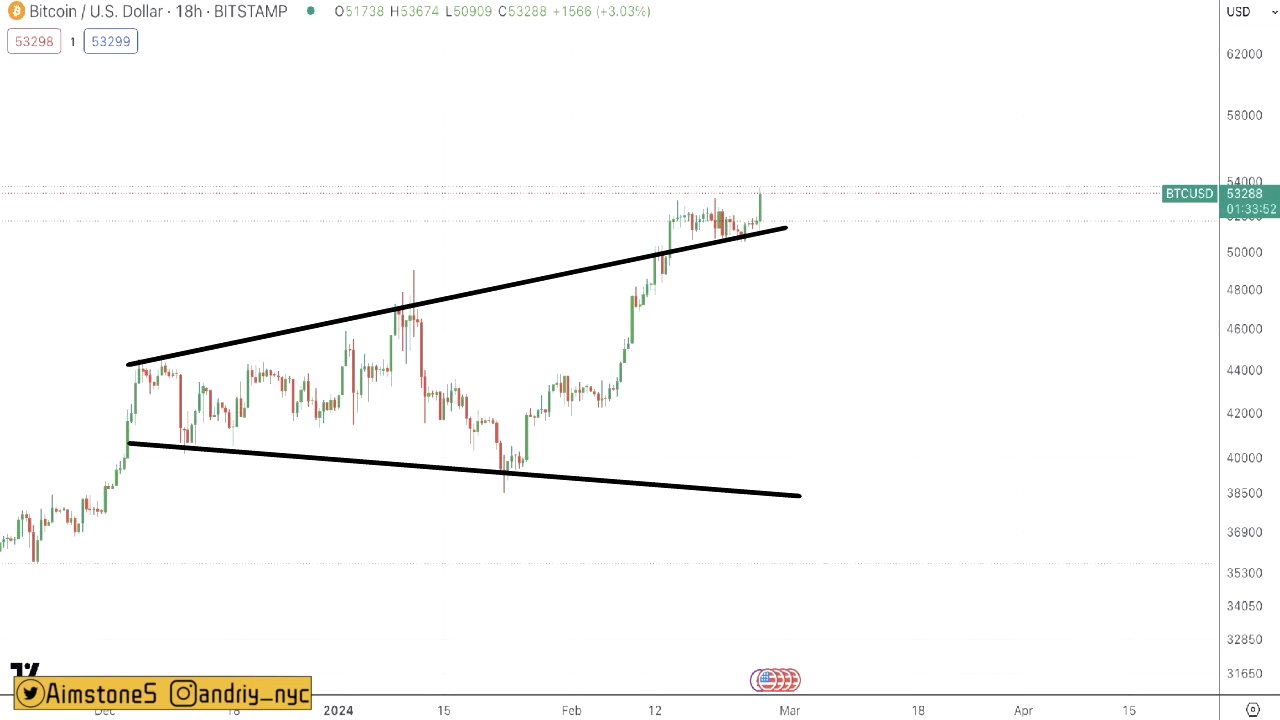 Bitcoin / U.S. Dollar · 18h · BITSTAMP O51738 H53674 L50909 C53288 +1566 (+3.03%)
USD
53298 1 53299
62000
58000
54000
BTCUSD 53288
01:33:52
50000
48000
46000
44000
42000
40000
38500
36900
35300
34050
32850
31650
Aimstone5 andriy_nyc
Dec 18 2024 15 Feb 12 Mar 18 Apr 15